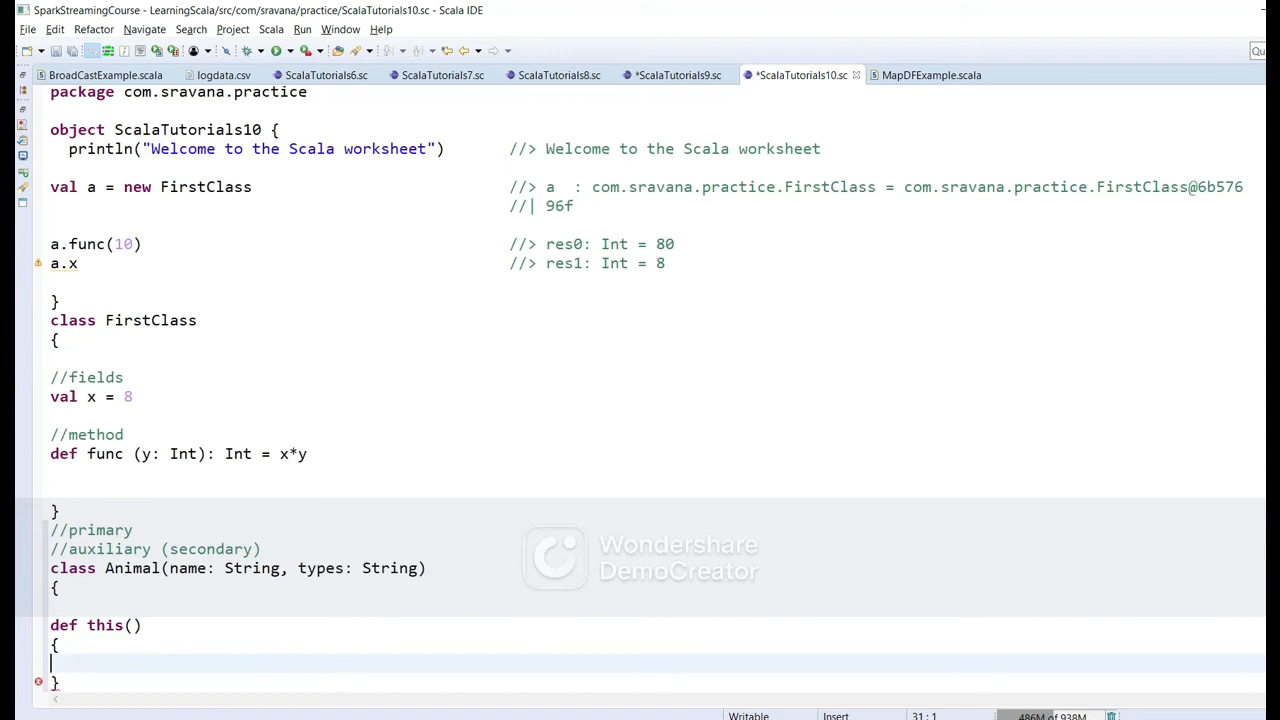 SparkStreamingCourse - LearningScala/src/com/sravana/practice/ScalaTutorials10.sc - Scala IDE
File Edit Refactor Navigate Search Project Scala Run Window Help
Qu
BroadCastExample.scala logdata.csv ScalaTutorials6.sc ScalaTutorials7.sc ScalaTutorials8.sc *ScalaTutorials9.sc *ScalaTutorials10.sc MapDFExample.scala
package com.sravana.practice
object ScalaTutorials10 {
println("Welcome to the Scala worksheet") //> Welcome to the Scala worksheet
val a = new FirstClass //> a : com.sravana.practice.FirstClass = com.sravana.practice.FirstClass@6b576
//| 96f
a.func(10) //> res0: Int = 80
a.x //> res1: Int = 8
}
class FirstClass
{
//fields
val x = 8
//method
def func (y: Int): Int = x*y
}
//primary
//auxiliary (secondary)
class Animal(name: String, types: String)
{
Wondershare
DemoCreator
def this()
{
}
Writable Insert 31 : 1 486M of 938M